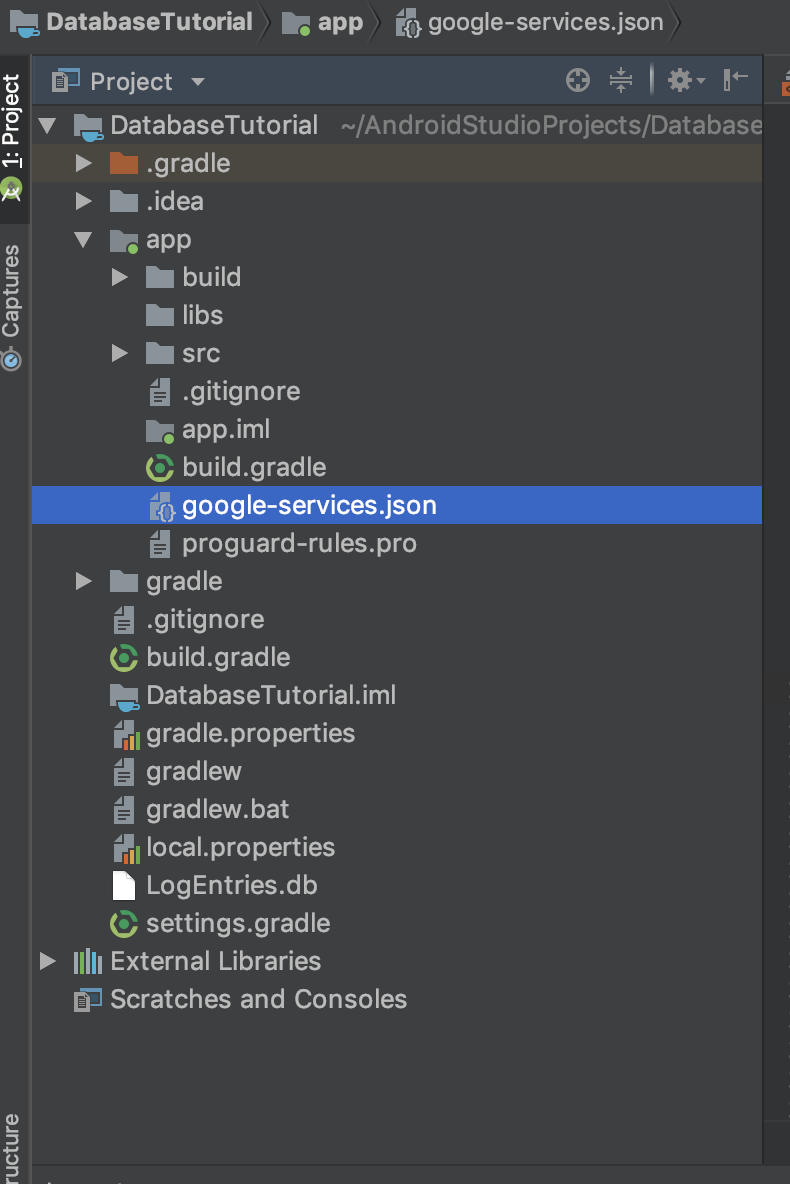 DatabaseTutorial app google-services.json
Project
DatabaseTutorial ~/AndroidStudioProjects/Database
.gradle
.idea
app
build
libs
src
.gitignore
app.iml
build.gradle
google-services.json
proguard-rules.pro
gradle
.gitignore
build.gradle
DatabaseTutorial.iml
gradle.properties
gradlew
gradlew.bat
local.properties
LogEntries.db
settings.gradle
External Libraries
Scratches and Consoles
1: Project
Captures
ructure